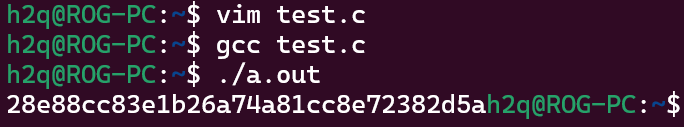 h2q@ROG-PC:~$ vim test.c
h2q@ROG-PC:~$ gcc test.c
h2q@ROG-PC:~$ ./a.out
28e88cc83e1b26a74a81cc8e72382d5ah2q@ROG-PC:~$